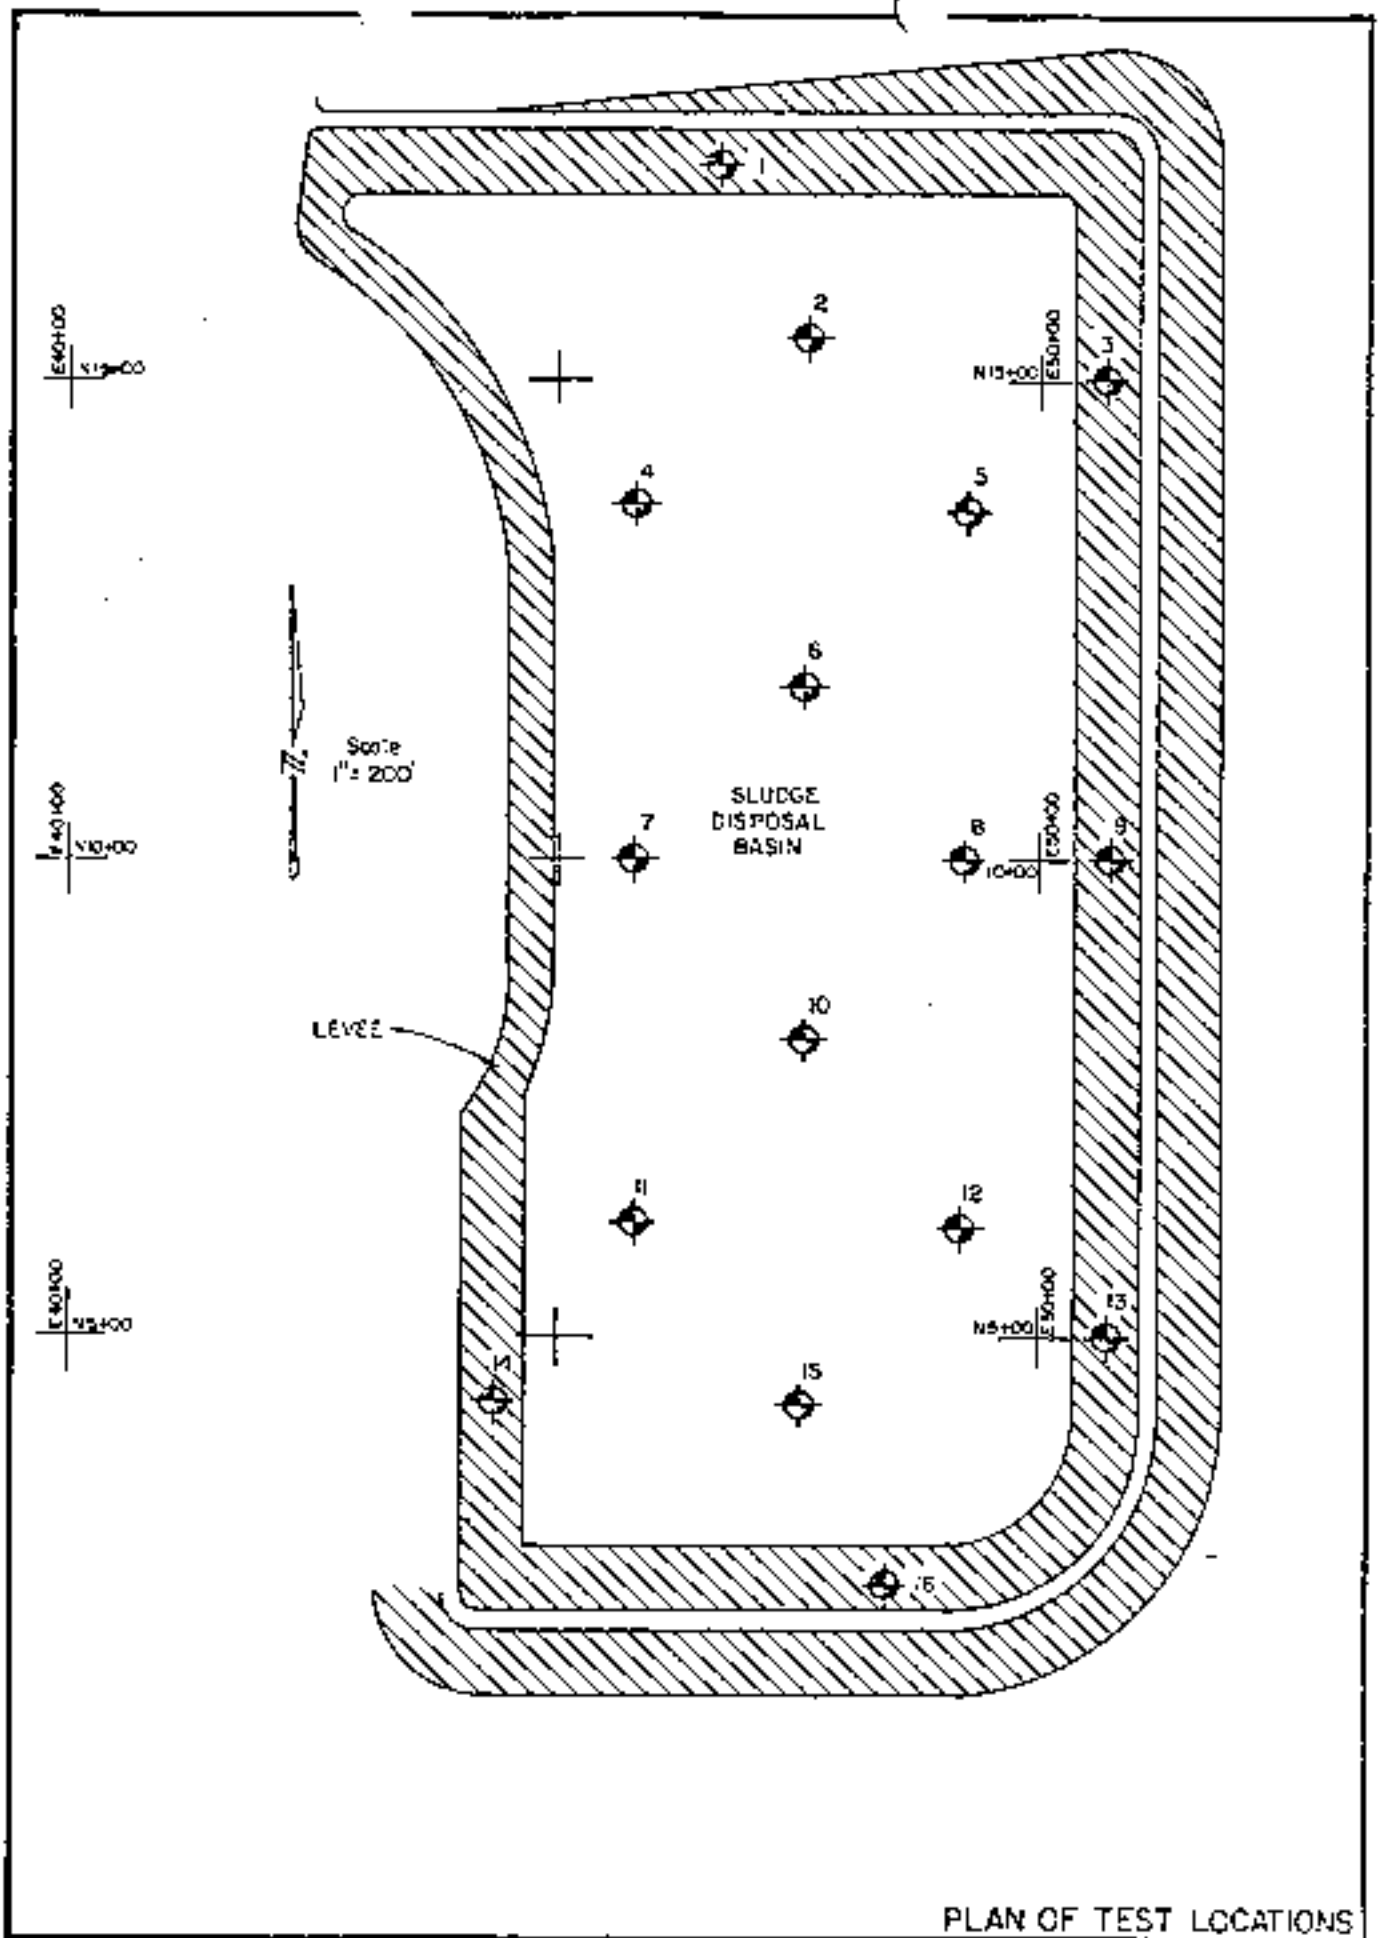 1
2
E40+00
N15+00
N15+00
E50+00
3
4
5
6
Scale
1" = 200'
SLUDGE
DISPOSAL
BASIN
E40+00
N10+00
7
8
10+00
E50+00
9
10
LEVEE
11
12
E40+00
N5+00
N5+00
E50+00
13
14
15
16
PLAN OF TEST LOCATIONS